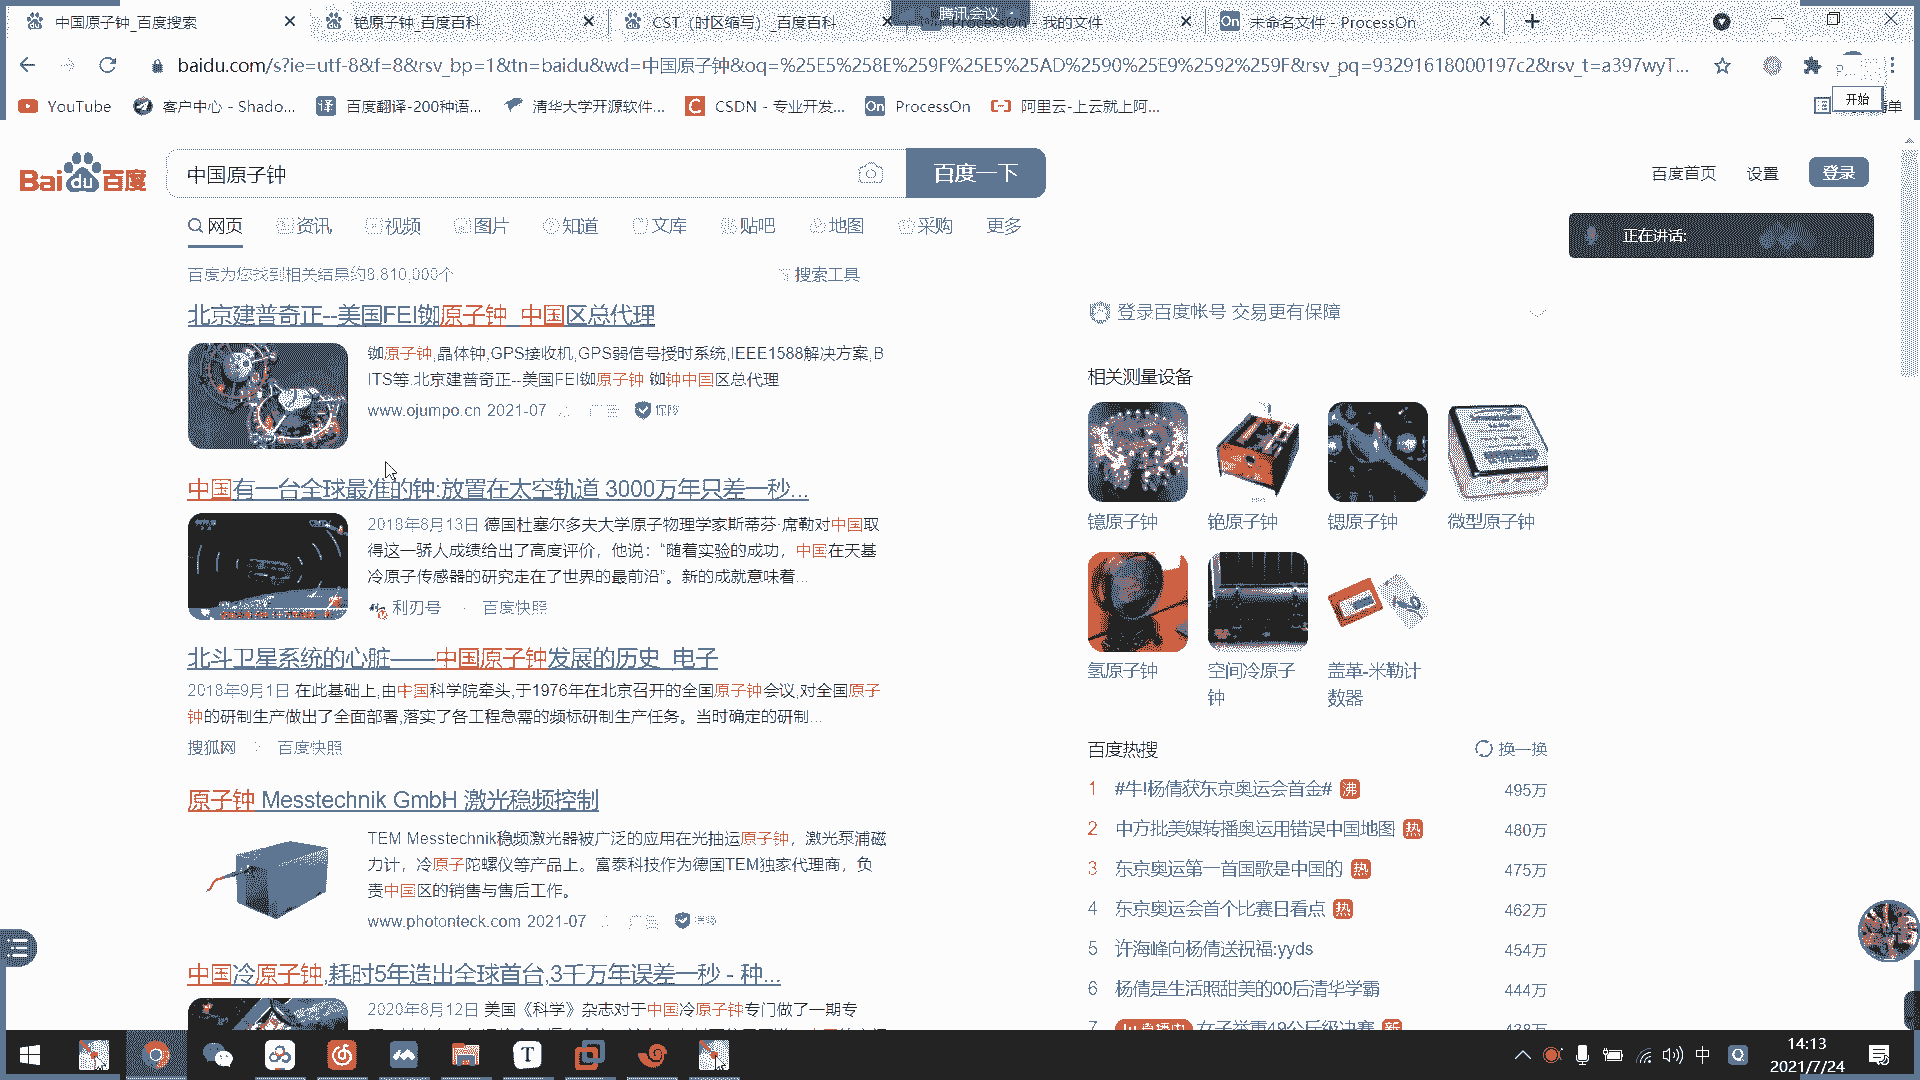 中国原子钟_百度搜索
铯原子钟_百度百科
CST（时区缩写）_百度百科
腾讯会议
ProcessOn - 我的文件
未命名文件 - ProcessOn
baidu.com/s?ie=utf-8&f=8&rsv_bp=1&tn=baidu&wd=中国原子钟&oq=%25E5%258E%259F%25E5%25AD%2590%25E9%2592%259F&rsv_pq=93291618000197c2&rsv_t=a397wyT...
YouTube
客户中心 - Shado...
百度翻译-200种语...
清华大学开源软件...
CSDN - 专业开发...
ProcessOn
阿里云-上云就上阿...
开始
Bai du 百度
中国原子钟
百度一下
百度首页
设置
登录
网页
资讯
视频
图片
知道
文库
贴吧
地图
采购
更多
正在讲话:
百度为您找到相关结果约8,810,000个
搜索工具
北京建普奇正--美国FEI铷原子钟_中国区总代理
铷原子钟,晶体钟,GPS接收机,GPS弱信号授时系统,IEEE1588解决方案,B
ITS等.北京建普奇正--美国FEI铷原子钟 铷钟中国区总代理
www.ojumpo.cn 2021-07
保障
中国有一台全球最准的钟:放置在太空轨道 3000万年只差一秒...
2018年8月13日 德国杜塞尔多夫大学原子物理学家斯蒂芬·席勒对中国取
得这一骄人成绩给出了高度评价，他说：“随着实验的成功，中国在天基
冷原子传感器的研究走在了世界的最前沿”。新的成就意味着...
利刃号
百度快照
北斗卫星系统的心脏——中国原子钟发展的历史_电子
2018年9月1日 在此基础上,由中国科学院牵头,于1976年在北京召开的全国原子钟会议,对全国原子
钟的研制生产做出了全面部署,落实了各工程急需的频标研制生产任务。当时确定的研制...
搜狐网
百度快照
原子钟 Messtechnik GmbH 激光稳频控制
TEM Messtechnik稳频激光器被广泛的应用在光抽运原子钟，激光泵浦磁
力计，冷原子陀螺仪等产品上。富泰科技作为德国TEM独家代理商，负
责中国区的销售与售后工作。
www.photonteck.com 2021-07
中国冷原子钟,耗时5年造出全球首台,3千万年误差一秒 - 种...
2020年8月12日 美国《科学》杂志对于中国冷原子钟专门做了一期专
登录百度帐号 交易更有保障
相关测量设备
镱原子钟
铯原子钟
锶原子钟
微型原子钟
氢原子钟
空间冷原子
钟
盖革-米勒计
数器
百度热搜
换一换
1 #牛!杨倩获东京奥运会首金# 沸 495万
2 中方批美媒转播奥运用错误中国地图 热 480万
3 东京奥运第一首国歌是中国的 热 475万
4 东京奥运会首个比赛日看点 热 462万
5 许海峰向杨倩送祝福:yyds 454万
6 杨倩是生活照甜美的00后清华学霸 444万
7 女子举重49公斤级决赛 新 438万
中
14:13
2021/7/24